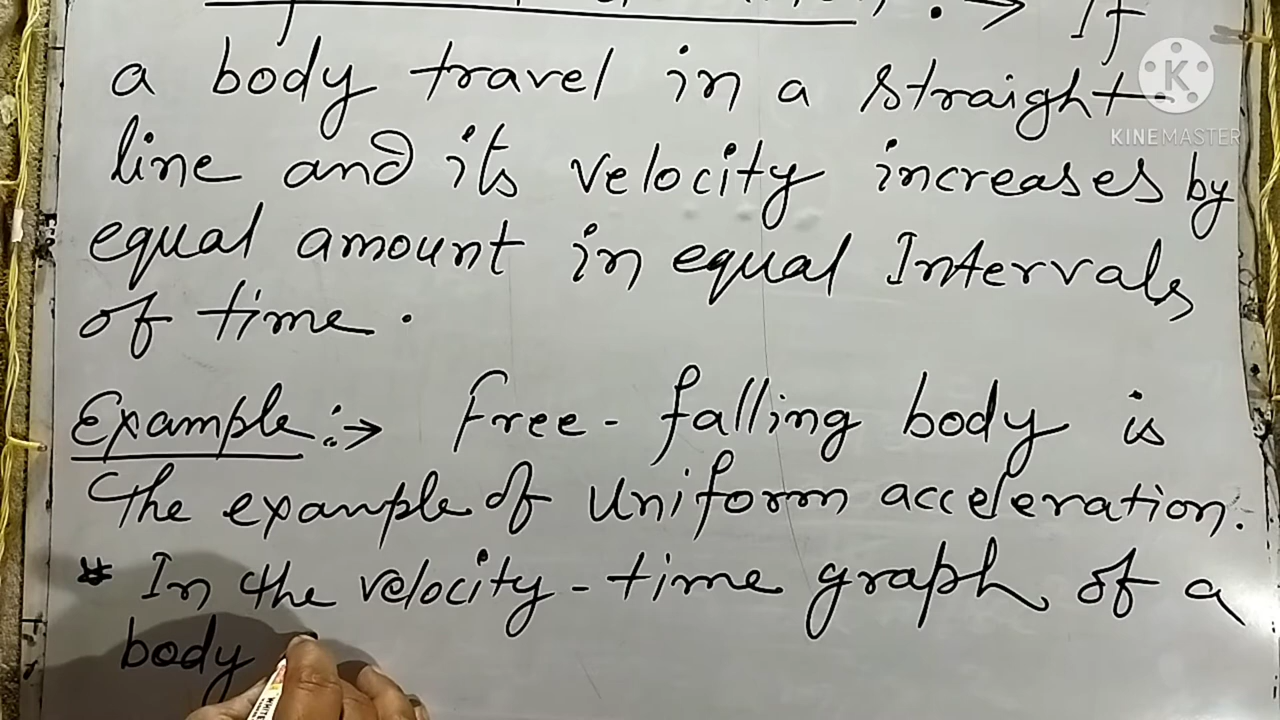 If
a body travel in a straight
line and its velocity increases by
equal amount in equal Intervals
of time.
Example :→ Free-falling body is
The example of Uniform acceleration.
* In the velocity-time graph of a
body
K
KINEMASTER
WHITE